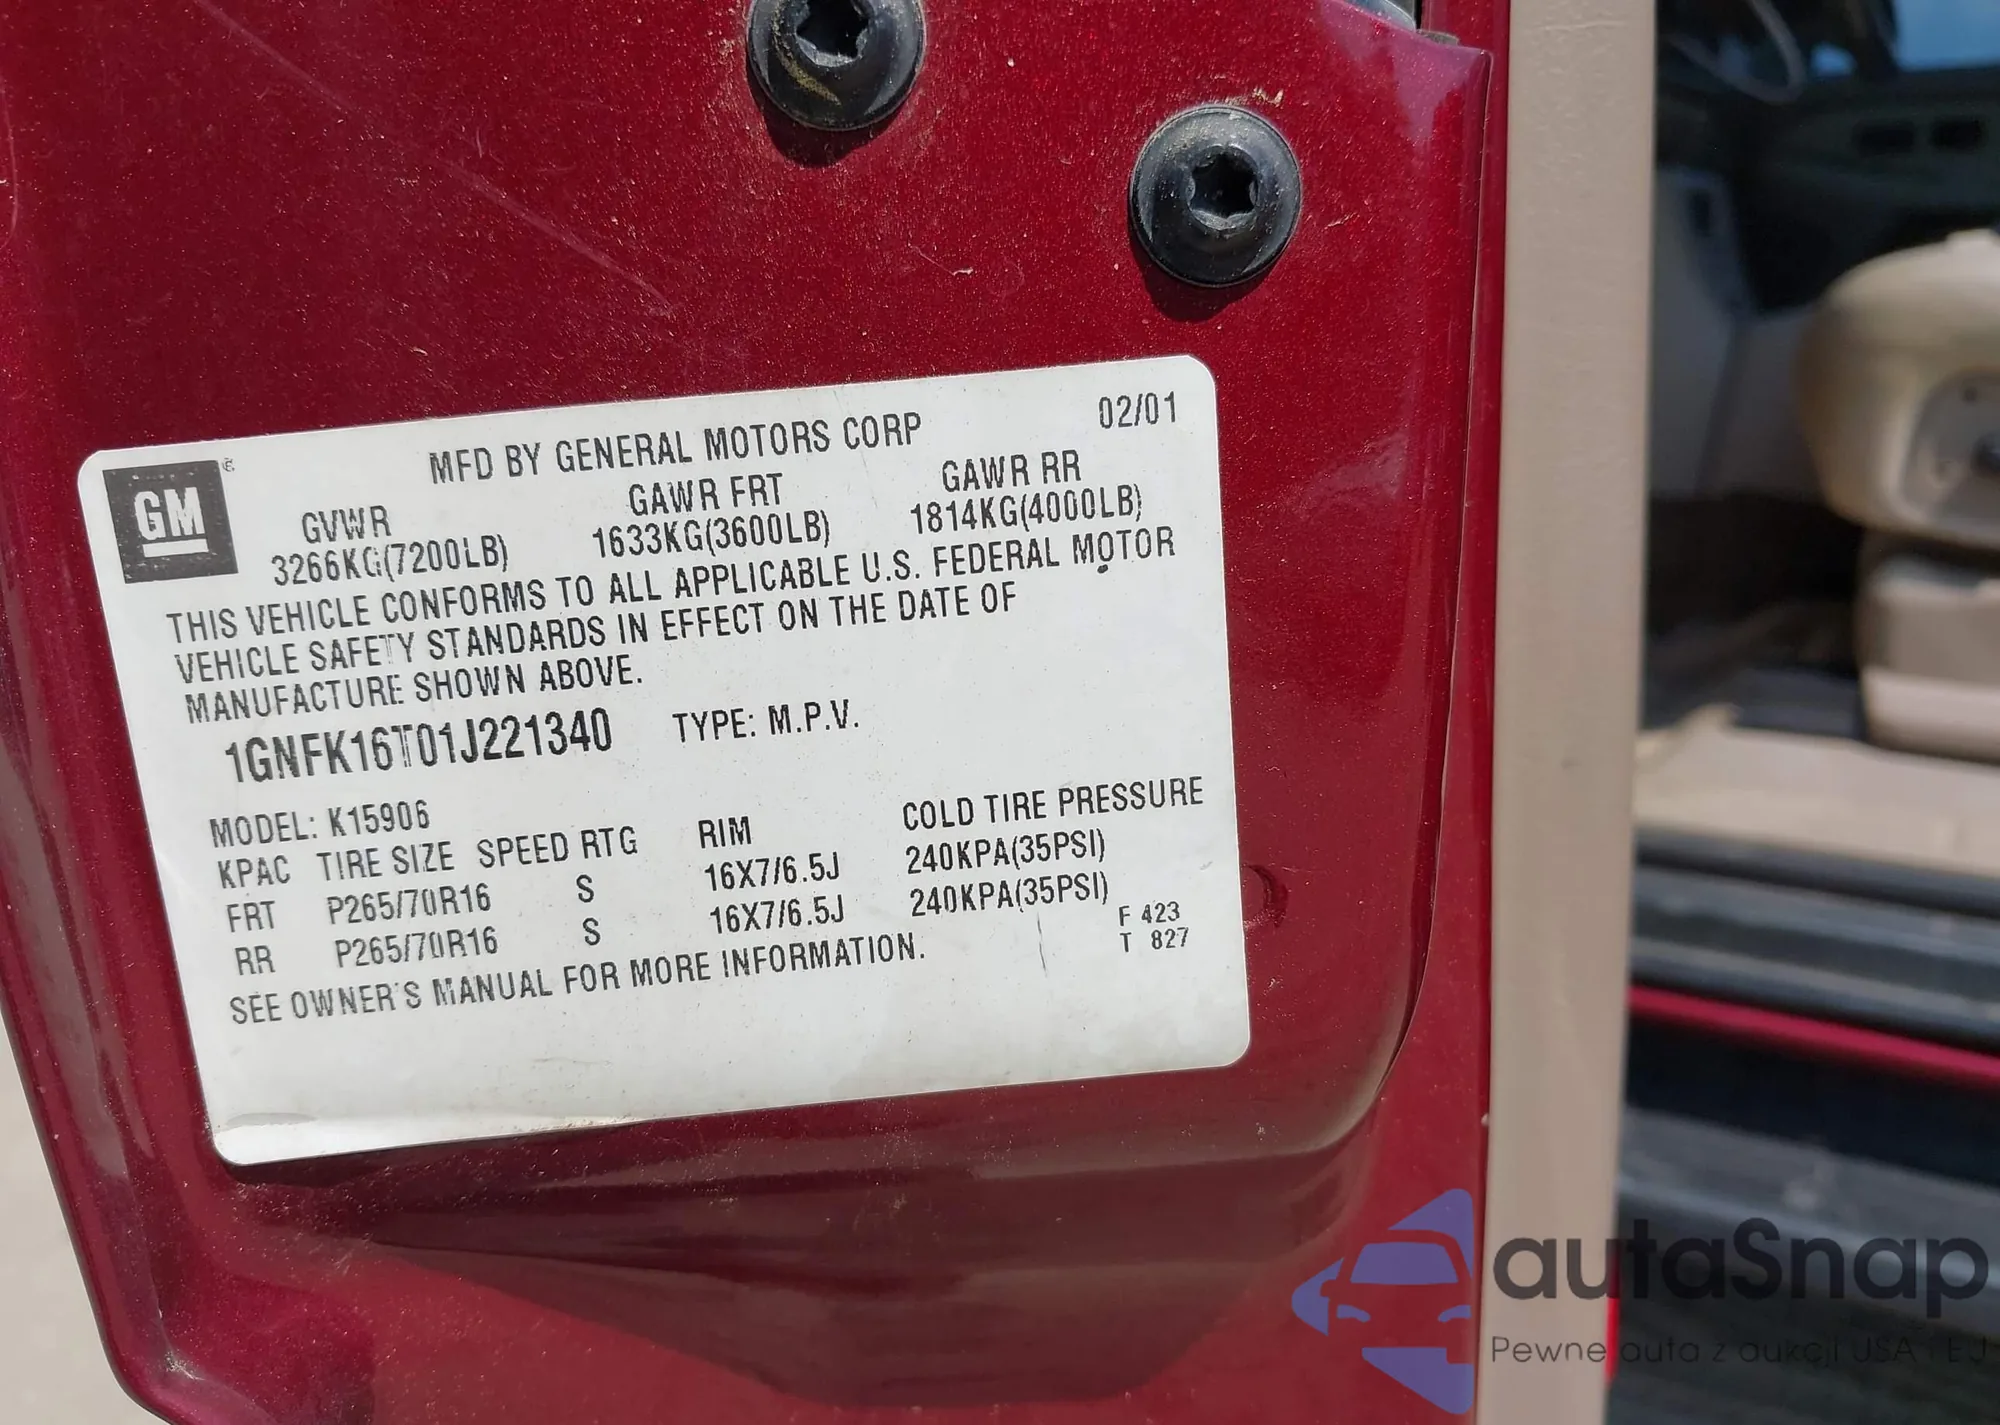 MFD BY GENERAL MOTORS CORP 02/01
GM
GVWR GAWR FRT GAWR RR
3266KG(7200LB) 1633KG(3600LB) 1814KG(4000LB)
THIS VEHICLE CONFORMS TO ALL APPLICABLE U.S. FEDERAL MOTOR
VEHICLE SAFETY STANDARDS IN EFFECT ON THE DATE OF
MANUFACTURE SHOWN ABOVE.
1GNFK16T01J221340 TYPE: M.P.V.
MODEL: K15906
KPAC TIRE SIZE SPEED RTG RIM COLD TIRE PRESSURE
FRT P265/70R16 S 16X7/6.5J 240KPA(35PSI)
RR P265/70R16 S 16X7/6.5J 240KPA(35PSI)
SEE OWNER'S MANUAL FOR MORE INFORMATION.
F 423
T 827
autaSnap
Pewne auta z aukcji USA i EU